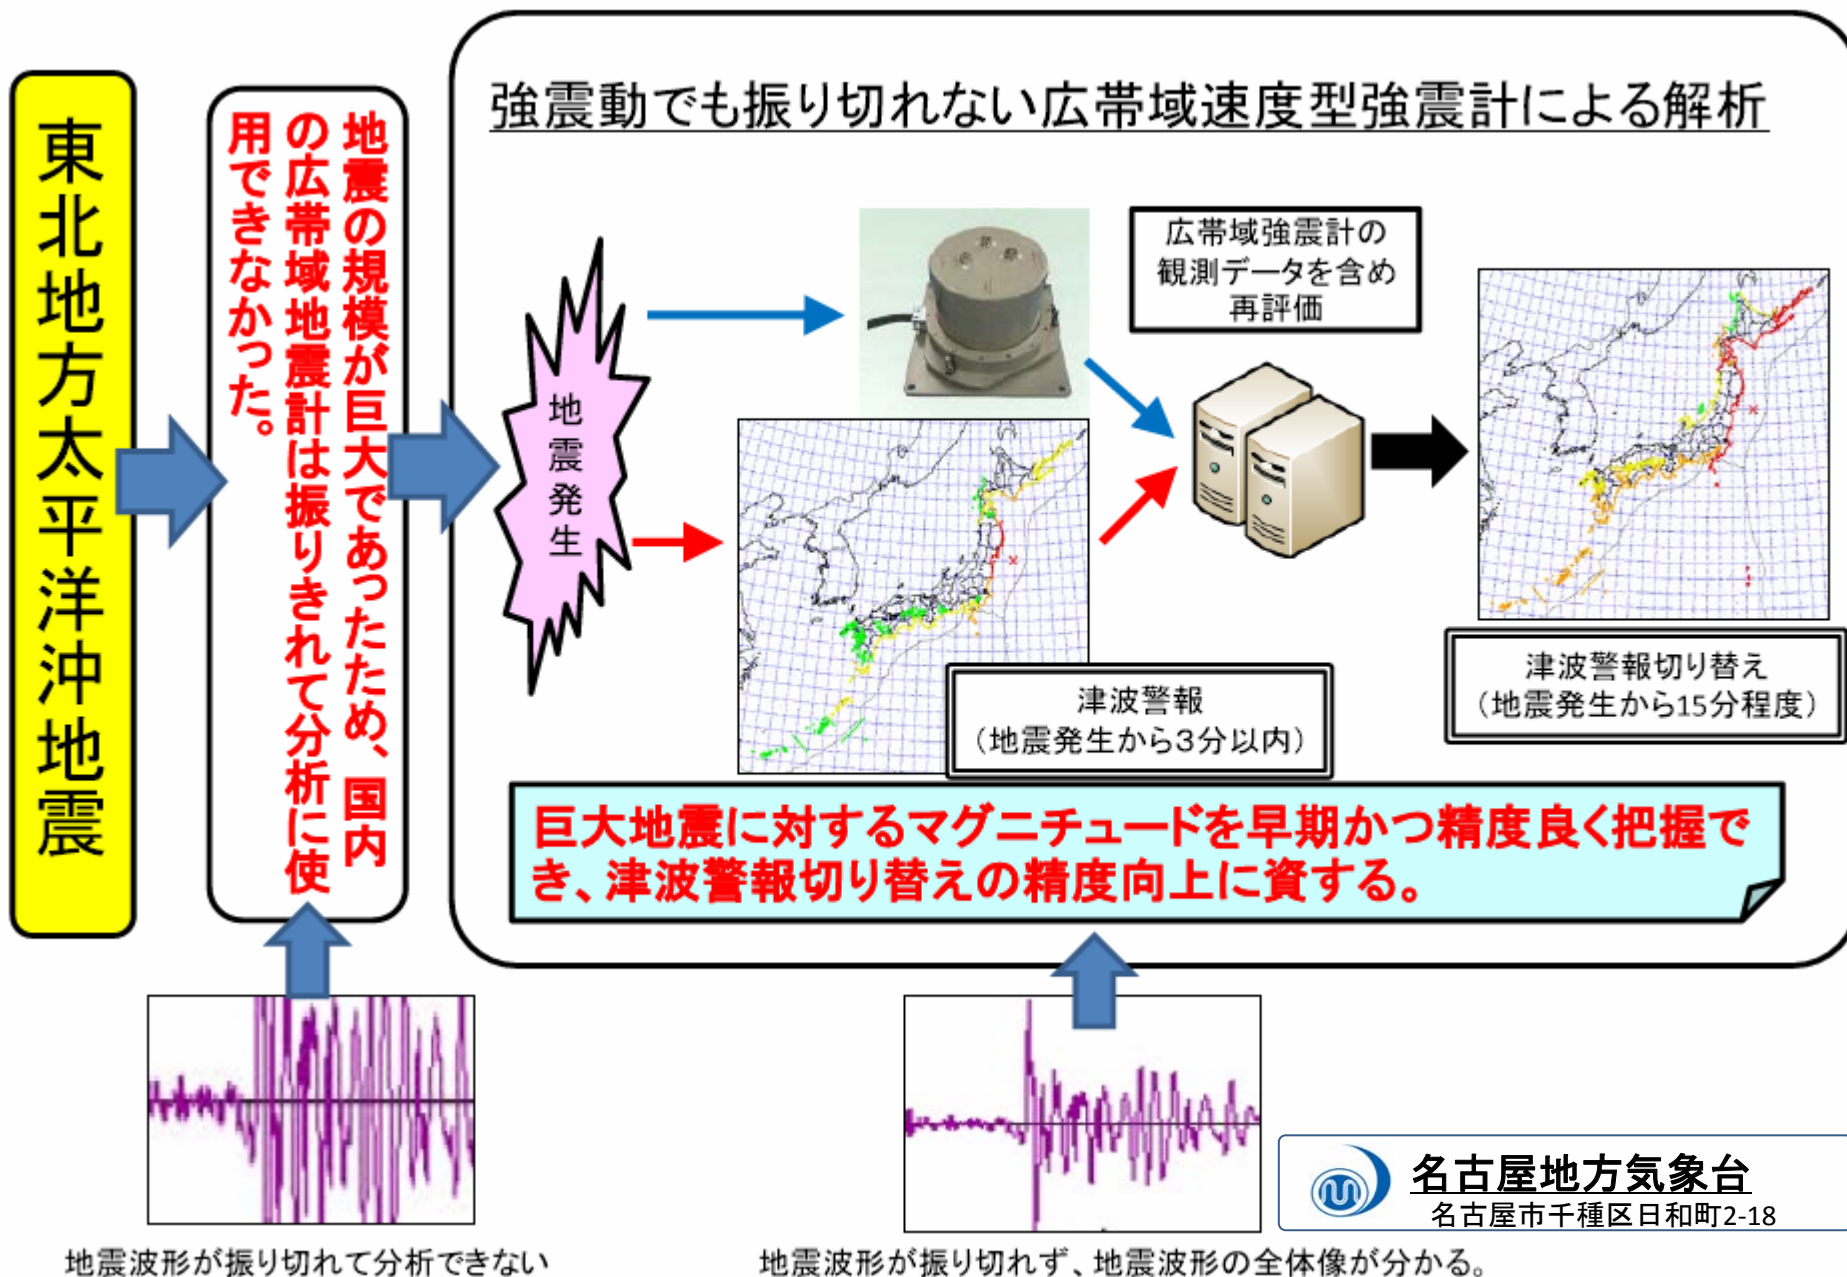 東北地方太平洋沖地震
地震の規模が巨大であったため、国内
の広帯域地震計は振りきれて分析に使
用できなかった。
強震動でも振り切れない広帯域速度型強震計による解析
地震発生
広帯域強震計の
観測データを含め
再評価
津波警報
（地震発生から３分以内）
津波警報切り替え
（地震発生から15分程度）
巨大地震に対するマグニチュードを早期かつ精度良く把握で
き、津波警報切り替えの精度向上に資する。
地震波形が振り切れて分析できない
地震波形が振り切れず、地震波形の全体像が分かる。
名古屋地方気象台
名古屋市千種区日和町2-18